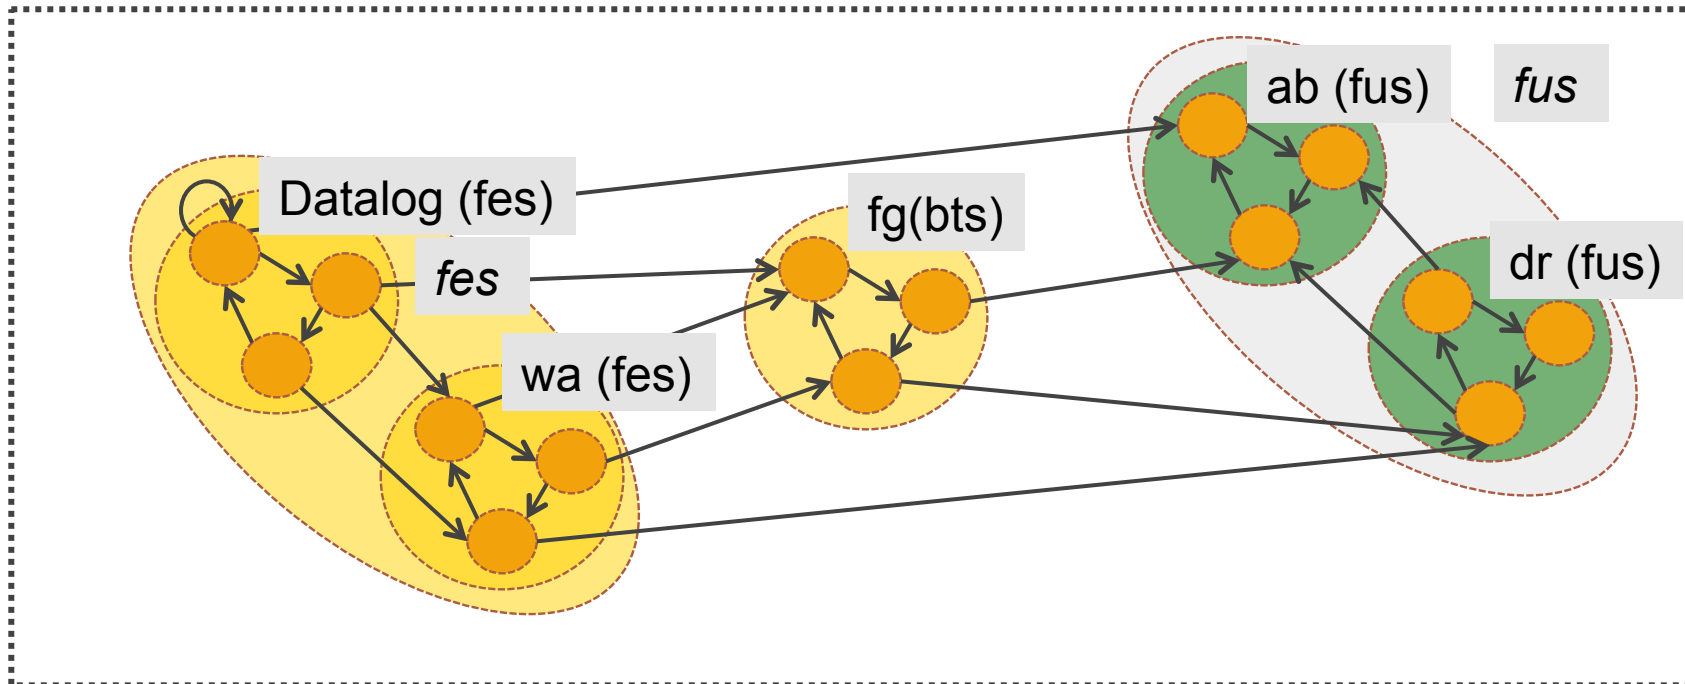 ab (fus)
fus
Datalog (fes)
fg(bts)
fes
dr (fus)
wa (fes)